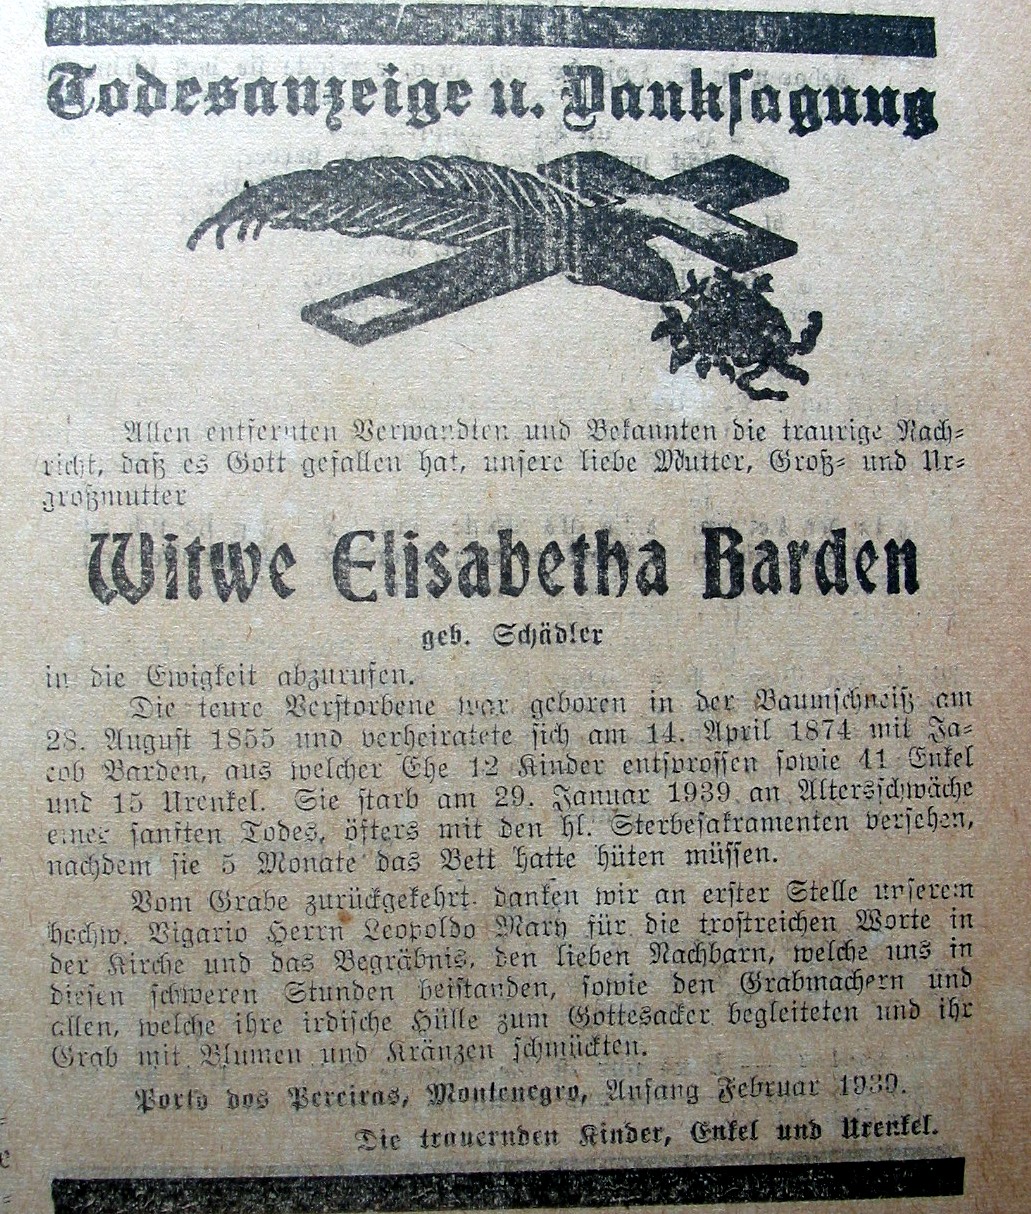 Todesanzeige u. Danksagung
Allen entfernten Verwandten und Bekannten die traurige Nach-
richt, daß es Gott gefallen hat, unsere liebe Mutter, Groß- und Ur-
großmutter
Witwe Elisabetha Barden
geb. Schädler
in die Ewigkeit abzurufen.
Die teure Verstorbene war geboren in der Baumschneiß am
28. August 1855 und verheiratete sich am 14. April 1874 mit Ja-
cob Barden, aus welcher Ehe 12 Kinder entsprossen sowie 41 Enkel
und 15 Urenkel. Sie starb am 29. Januar 1939 an Altersschwäche
eines sanften Todes, öfters mit den hl. Sterbesakramenten versehen,
nachdem sie 5 Monate das Bett hatte hüten müssen.
Vom Grabe zurückgekehrt danken wir an erster Stelle unserem
hochw. Vigario Herrn Leopoldo Mary für die trostreichen Worte in
der Kirche und das Begräbnis, den lieben Nachbarn, welche uns in
diesen schweren Stunden beistanden, sowie den Grabmachern und
allen, welche ihre irdische Hülle zum Gottesacker begleiteten und ihr
Grab mit Blumen und Kränzen schmückten.
Porto dos Pereiras, Montenegro, Anfang Februar 1939.
Die trauernden Kinder, Enkel und Urenkel.